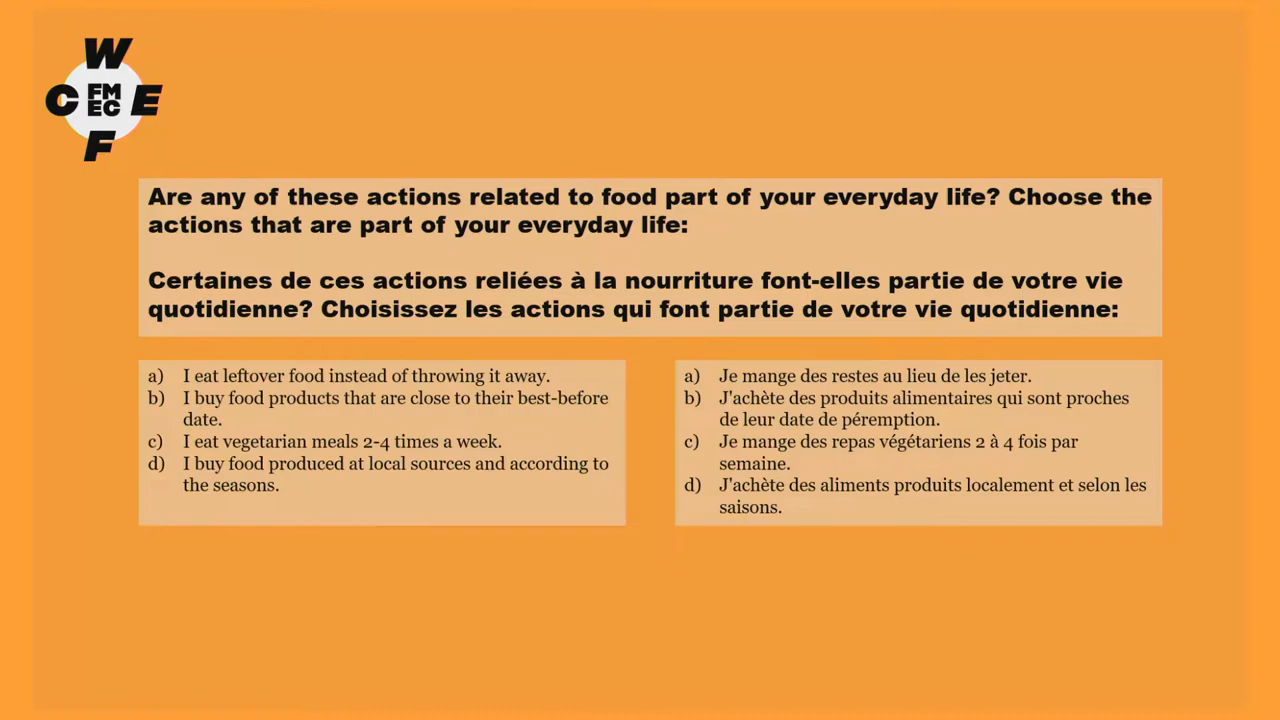 W
C FM E
EC
F
Are any of these actions related to food part of your everyday life? Choose the
actions that are part of your everyday life:
Certaines de ces actions reliées à la nourriture font-elles partie de votre vie
quotidienne? Choisissez les actions qui font partie de votre vie quotidienne:
a) I eat leftover food instead of throwing it away.
b) I buy food products that are close to their best-before
date.
c) I eat vegetarian meals 2-4 times a week.
d) I buy food produced at local sources and according to
the seasons.
a) Je mange des restes au lieu de les jeter.
b) J'achète des produits alimentaires qui sont proches
de leur date de péremption.
c) Je mange des repas végétariens 2 à 4 fois par
semaine.
d) J'achète des aliments produits localement et selon les
saisons.